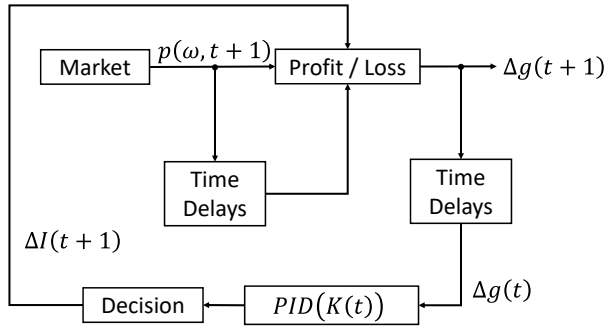 p(ω, t + 1)
Market
Profit / Loss
Δg(t + 1)
Time
Delays
Time
Delays
ΔI(t + 1)
Δg(t)
Decision
PID(K(t))